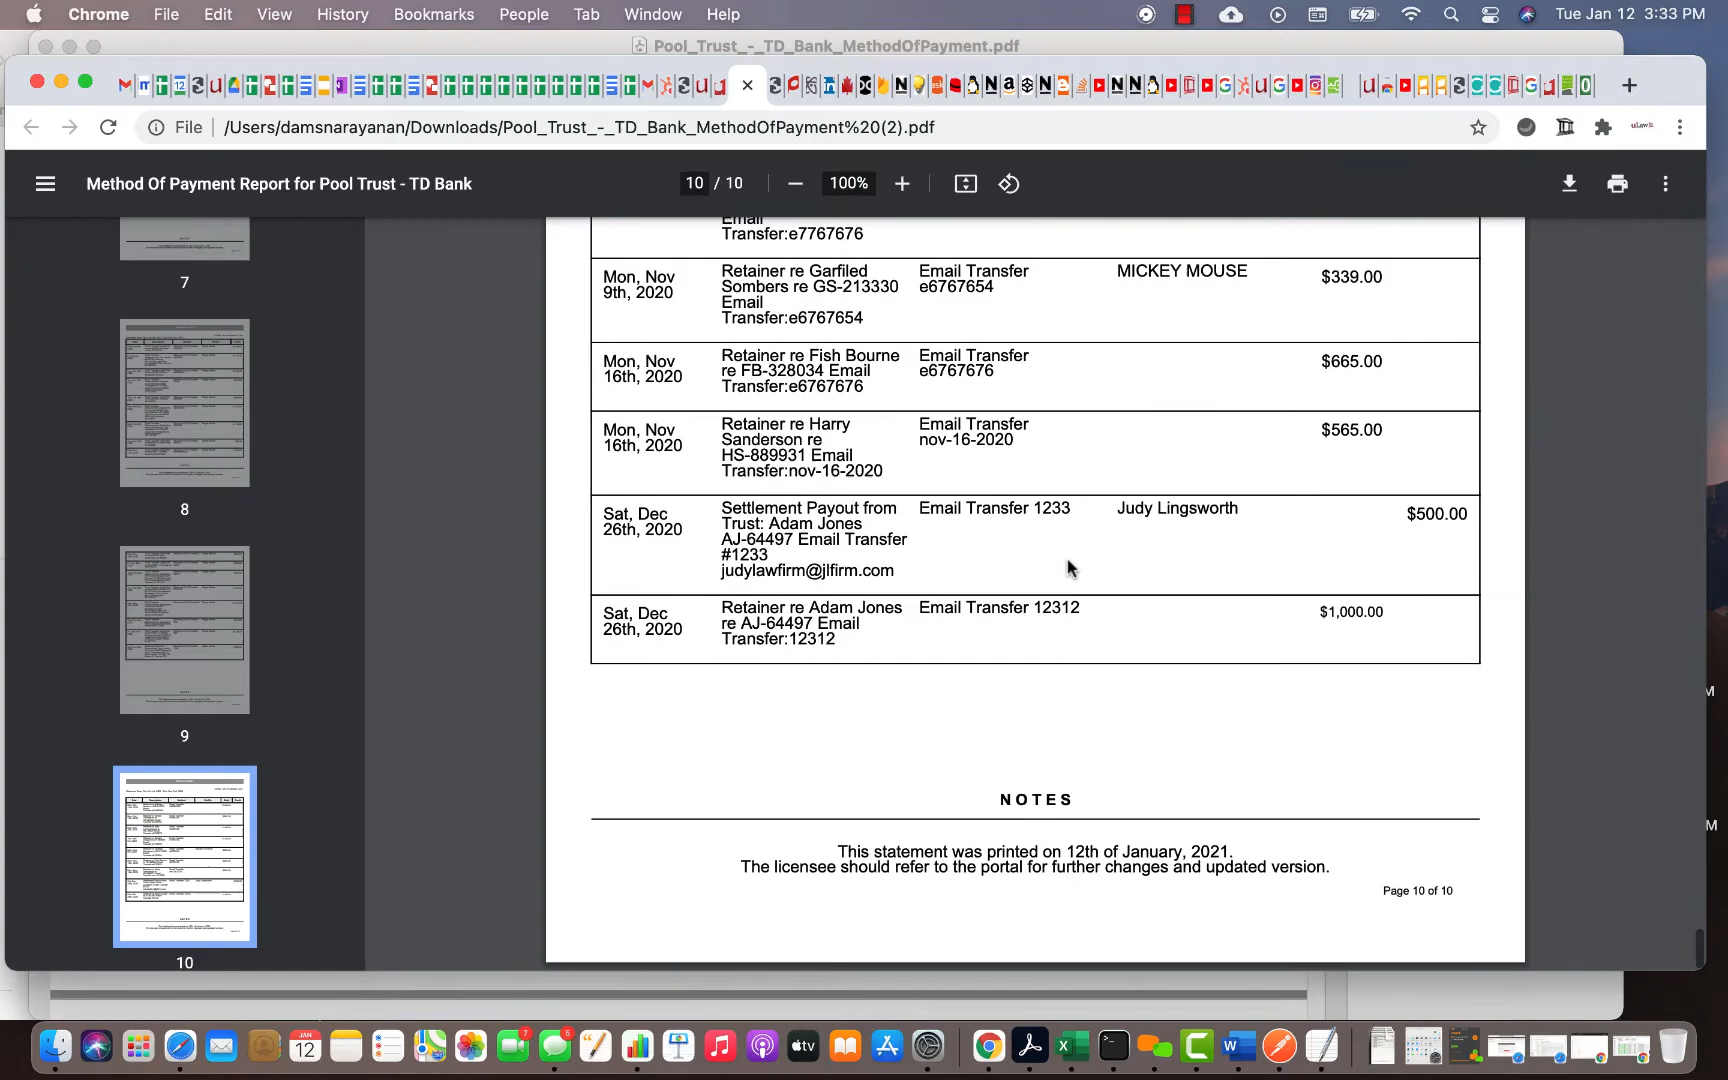 Chrome File Edit View History Bookmarks People Tab Window Help Tue Jan 12 3:33 PM
Pool_Trust_-_TD_Bank_MethodOfPayment.pdf
File /Users/damsnarayanan/Downloads/Pool_Trust_-_TD_Bank_MethodOfPayment%20(2).pdf
Method Of Payment Report for Pool Trust - TD Bank 10 / 10 100%
7
8
9
10
Email
Transfer:e7767676
Mon, Nov 9th, 2020
Retainer re Garfiled
Sombers re GS-213330
Email
Transfer:e6767654
Email Transfer
e6767654
MICKEY MOUSE
$339.00
Mon, Nov
16th, 2020
Retainer re Fish Bourne
re FB-328034 Email
Transfer:e6767676
Email Transfer
e6767676
$665.00
Mon, Nov
16th, 2020
Retainer re Harry
Sanderson re
HS-889931 Email
Transfer:nov-16-2020
Email Transfer
nov-16-2020
$565.00
Sat, Dec
26th, 2020
Settlement Payout from
Trust: Adam Jones
AJ-64497 Email Transfer
#1233
judylawfirm@jlfirm.com
Email Transfer 1233
Judy Lingsworth
$500.00
Sat, Dec
26th, 2020
Retainer re Adam Jones
re AJ-64497 Email
Transfer:12312
Email Transfer 12312
$1,000.00
NOTES
This statement was printed on 12th of January, 2021.
The licensee should refer to the portal for further changes and updated version.
Page 10 of 10
JAN
12
7
5
tv